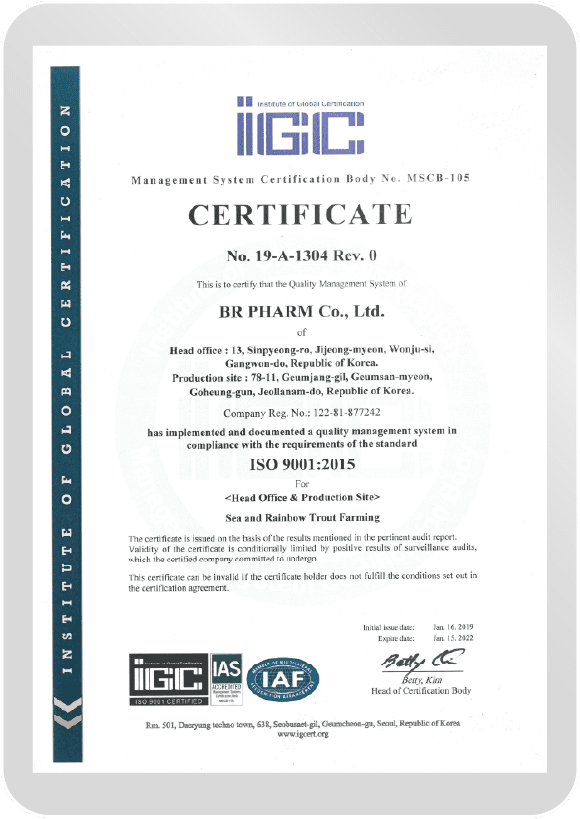 INSTITUTE OF GLOBAL CERTIFICATION
Institute of Global Certification
iGC
Management System Certification Body No. MSCB-105
CERTIFICATE
No. 19-A-1304 Rev. 0
This is to certify that the Quality Management System of
BR PHARM Co., Ltd.
of
Head office : 13, Sinpyeong-ro, Jijeong-myeon, Wonju-si,
Gangwon-do, Republic of Korea.
Production site : 78-11, Geumjang-gil, Geumsan-myeon,
Goheung-gun, Jeollanam-do, Republic of Korea.
Company Reg. No.: 122-81-877242
has implemented and documented a quality management system in
compliance with the requirements of the standard
ISO 9001:2015
For
<Head Office & Production Site>
Sea and Rainbow Trout Farming
The certificate is issued on the basis of the results mentioned in the pertinent audit report.
Validity of the certificate is conditionally limited by positive results of surveillance audits,
which the certified company committed to undergo
This certificate can be invalid if the certificate holder does not fulfill the conditions set out in
the certification agreement.
Initial issue date: Jan. 16, 2019
Expire date: Jan. 15, 2022
Betty, Kim
Head of Certification Body
iGC
ISO 9001 CERTIFIED
IAS
ACCREDITED
IAF
Rm. 501, Daeryung techno town, 638, Seobusaet-gil, Geumcheon-gu, Seoul, Republic of Korea
www.igcert.org